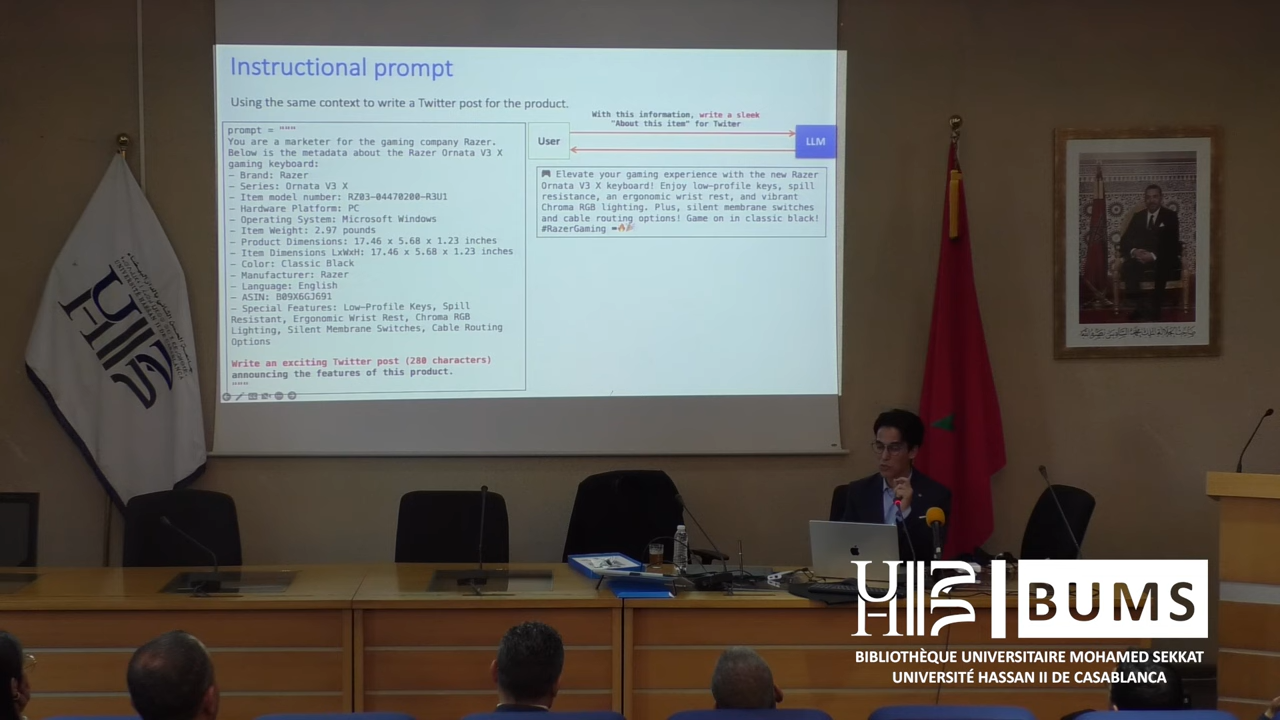 Instructional prompt
Using the same context to write a Twitter post for the product.
prompt = """
You are a marketer for the gaming company Razer.
Below is the metadata about the Razer Ornata V3 X
gaming keyboard:
– Brand: Razer
– Series: Ornata V3 X
– Item model number: RZ03–04470200–R3U1
– Hardware Platform: PC
– Operating System: Microsoft Windows
– Item Weight: 2.97 pounds
– Product Dimensions: 17.46 x 5.68 x 1.23 inches
– Item Dimensions LxWxH: 17.46 x 5.68 x 1.23 inches
– Color: Classic Black
– Manufacturer: Razer
– Language: English
– ASIN: B09X6GJ691
– Special Features: Low–Profile Keys, Spill
Resistant, Ergonomic Wrist Rest, Chroma RGB
Lighting, Silent Membrane Switches, Cable Routing
Options
Write an exciting Twitter post (280 characters)
announcing the features of this product.
"""
With this information, write a sleek
"About this item" for Twiter
User
LLM
🎮 Elevate your gaming experience with the new Razer
Ornata V3 X keyboard! Enjoy low–profile keys, spill
resistance, an ergonomic wrist rest, and vibrant
Chroma RGB lighting. Plus, silent membrane switches
and cable routing options! Game on in classic black!
#RazerGaming
UH2C
BUMS
BIBLIOTHÈQUE UNIVERSITAIRE MOHAMED SEKKAT
UNIVERSITÉ HASSAN II DE CASABLANCA